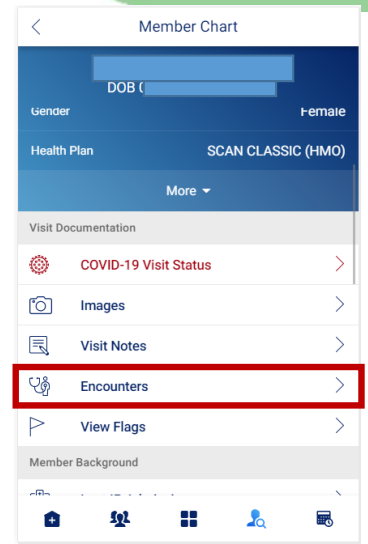 Member Chart
DOB
Gender Female
Health Plan SCAN CLASSIC (HMO)
More
Visit Documentation
COVID-19 Visit Status
Images
Visit Notes
Encounters
View Flags
Member Background